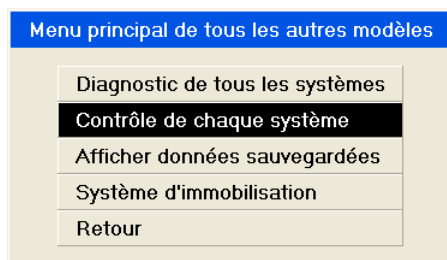 Menu principal de tous les autres modèles
Diagnostic de tous les systèmes
Contrôle de chaque système
Afficher données sauvegardées
Système d'immobilisation
Retour